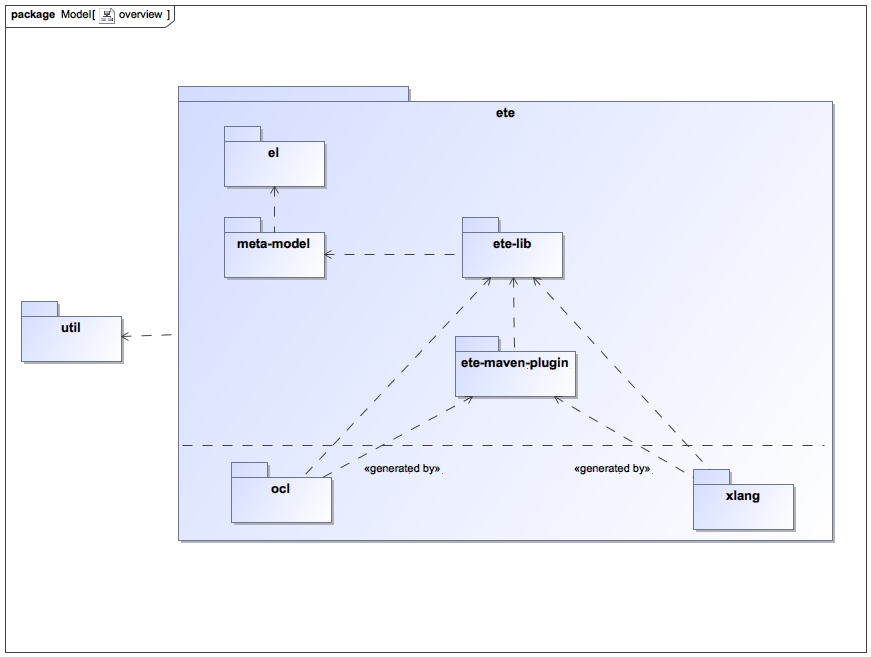 package Model[ overview ]
ete
el
meta-model
ete-lib
util
ete-maven-plugin
«generated by»
«generated by»
ocl
xlang